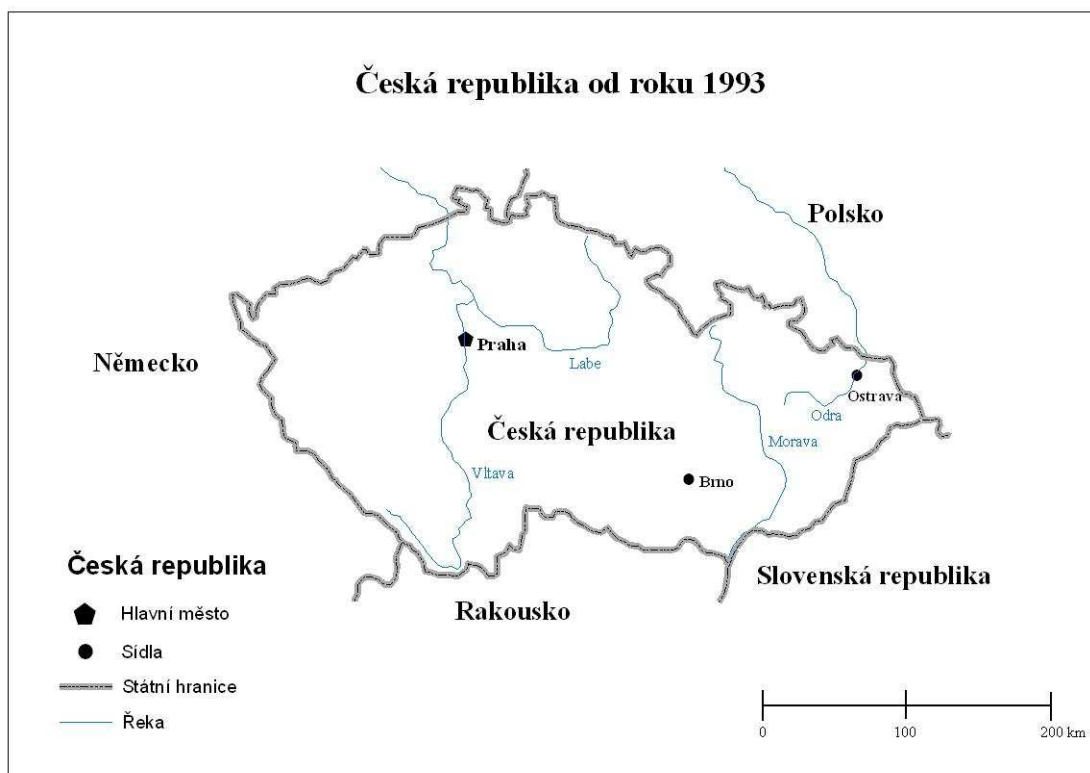 Česká republika od roku 1993
Polsko
Německo
Praha
Labe
Ostrava
Odra
Česká republika
Morava
Vltava
Brno
Slovenská republika
Rakousko
Česká republika
Hlavní město
Sídla
Státní hranice
Řeka
0 100 200 km